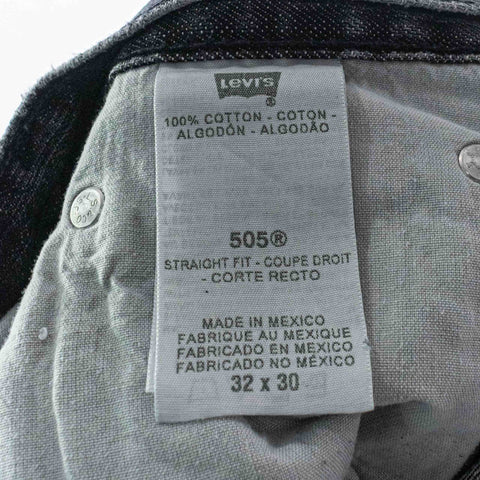 Levi's
®
100% COTTON - COTON -
ALGODÓN - ALGODÃO
505®
STRAIGHT FIT - COUPE DROIT
- CORTE RECTO
MADE IN MEXICO
FABRIQUE AU MEXIQUE
FABRICADO EN MEXICO
FABRICADO NO MÉXICO
32 x 30